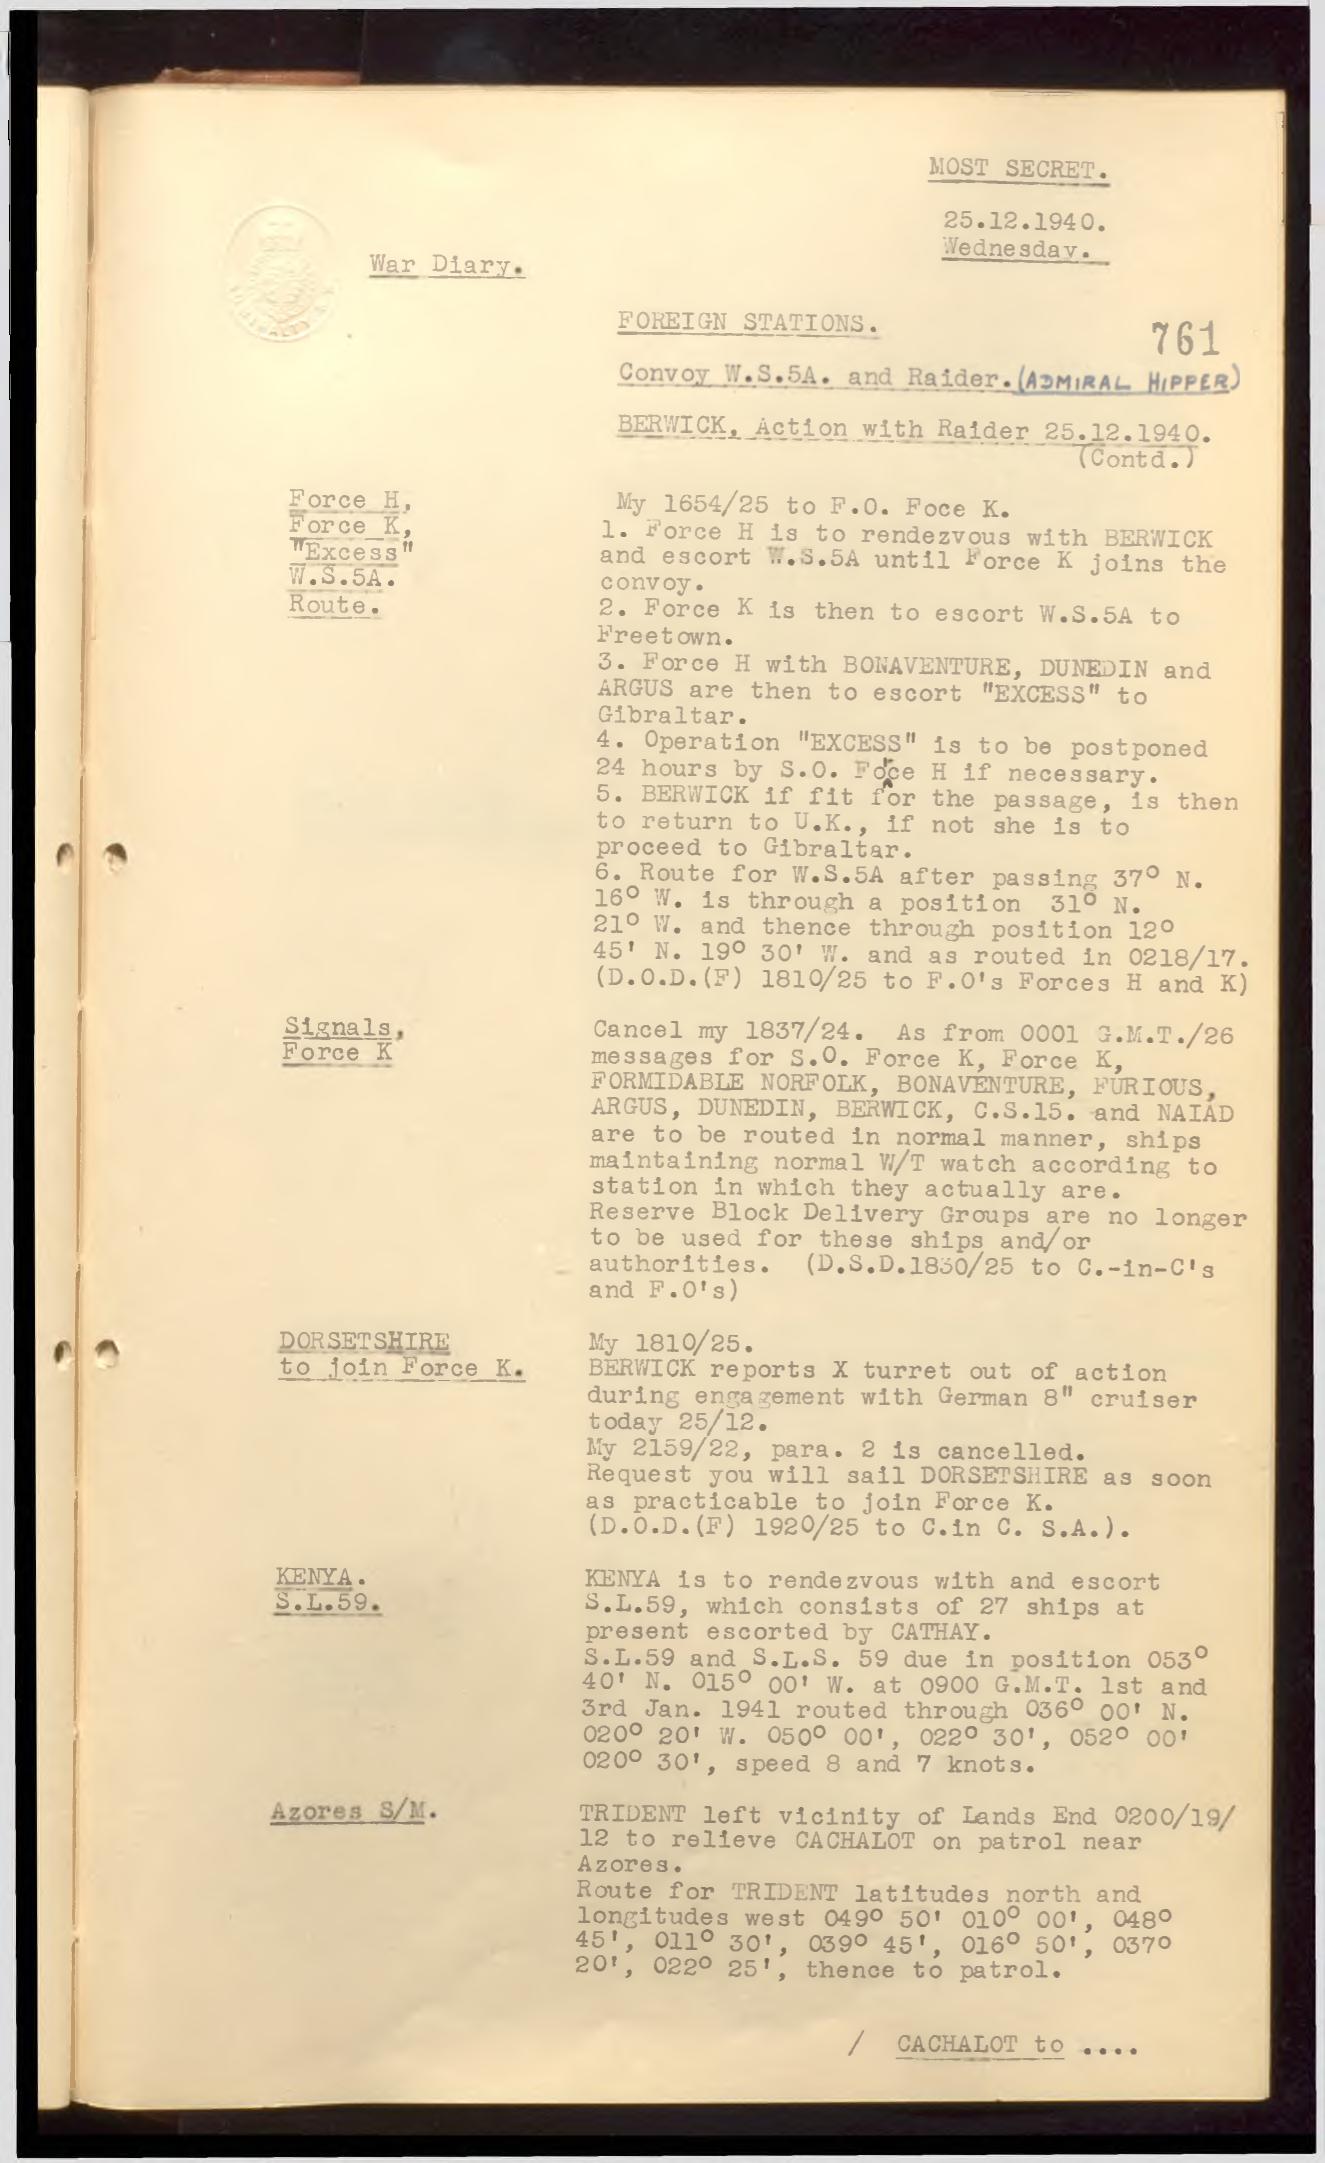 MOST SECRET.
25.12.1940.
Wednesday.
War Diary.
FOREIGN STATIONS.
761
Convoy W.S.5A. and Raider. (ADMIRAL HIPPER)
BERWICK, Action with Raider 25.12.1940.
(Contd.)
Force H,
Force K,
"Excess"
W.S.5A.
Route.
My 1654/25 to F.O. Foce K.
1. Force H is to rendezvous with BERWICK
and escort W.S.5A until Force K joins the
convoy.
2. Force K is then to escort W.S.5A to
Freetown.
3. Force H with BONAVENTURE, DUNEDIN and
ARGUS are then to escort "EXCESS" to
Gibraltar.
4. Operation "EXCESS" is to be postponed
24 hours by S.O. Force H if necessary.
5. BERWICK if fit for the passage, is then
to return to U.K., if not she is to
proceed to Gibraltar.
6. Route for W.S.5A after passing 37° N.
16° W. is through a position 31° N.
21° W. and thence through position 12°
45' N. 19° 30' W. and as routed in 0218/17.
(D.O.D.(F) 1810/25 to F.O's Forces H and K)
Signals,
Force K
Cancel my 1837/24. As from 0001 G.M.T./26
messages for S.O. Force K, Force K,
FORMIDABLE NORFOLK, BONAVENTURE, FURIOUS,
ARGUS, DUNEDIN, BERWICK, C.S.15. and NAIAD
are to be routed in normal manner, ships
maintaining normal W/T watch according to
station in which they actually are.
Reserve Block Delivery Groups are no longer
to be used for these ships and/or
authorities. (D.S.D.1830/25 to C.-in-C's
and F.O's)
DORSETSHIRE
to join Force K.
My 1810/25.
BERWICK reports X turret out of action
during engagement with German 8" cruiser
today 25/12.
My 2159/22, para. 2 is cancelled.
Request you will sail DORSETSHIRE as soon
as practicable to join Force K.
(D.O.D.(F) 1920/25 to C.in C. S.A.).
KENYA.
S.L.59.
KENYA is to rendezvous with and escort
S.L.59, which consists of 27 ships at
present escorted by CATHAY.
S.L.59 and S.L.S. 59 due in position 053°
40' N. 015° 00' W. at 0900 G.M.T. 1st and
3rd Jan. 1941 routed through 036° 00' N.
020° 20' W. 050° 00', 022° 30', 052° 00'
020° 30', speed 8 and 7 knots.
Azores S/M.
TRIDENT left vicinity of Lands End 0200/19/
12 to relieve CACHALOT on patrol near
Azores.
Route for TRIDENT latitudes north and
longitudes west 049° 50' 010° 00', 048°
45', 011° 30', 039° 45', 016° 50', 037°
20', 022° 25', thence to patrol.
/ CACHALOT to ....